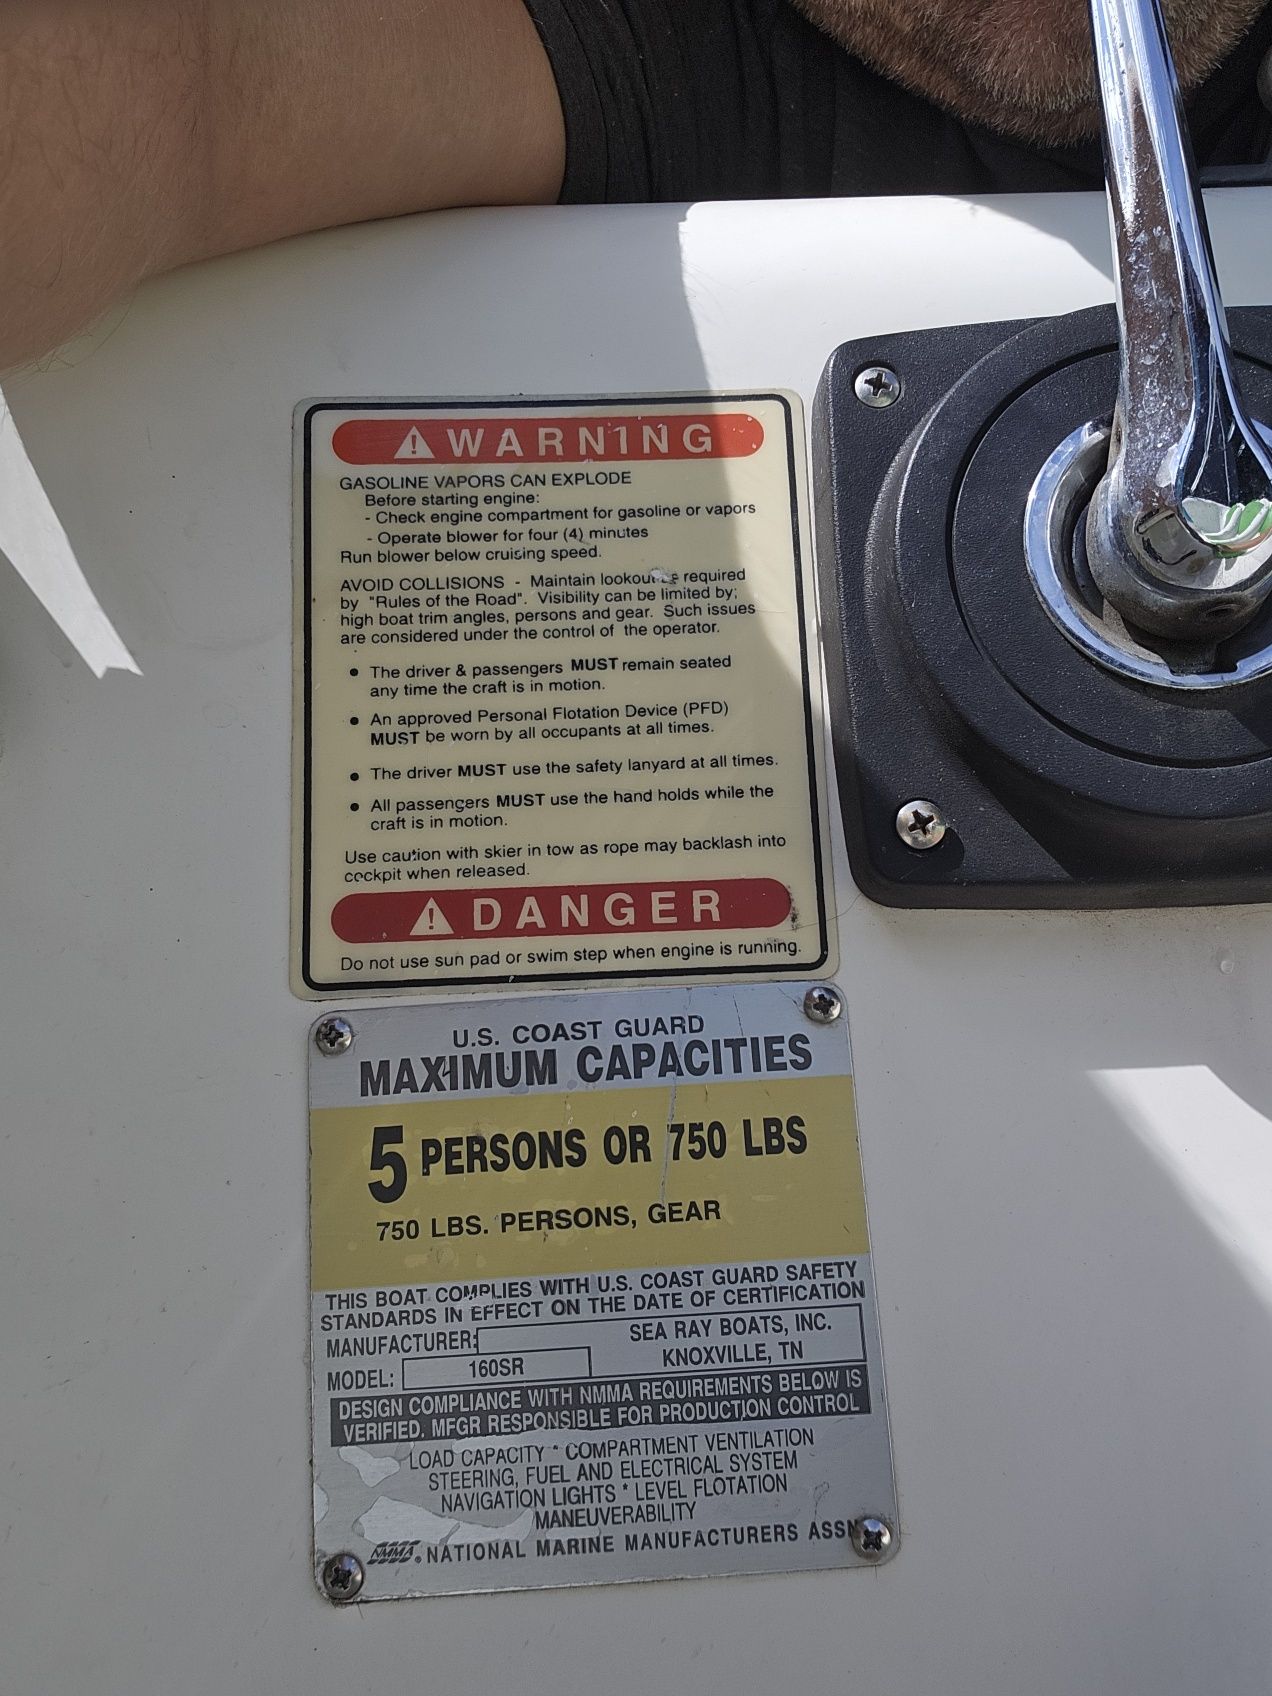 WARNING
GASOLINE VAPORS CAN EXPLODE
Before starting engine:
- Check engine compartment for gasoline or vapors
- Operate blower for four (4) minutes
Run blower below cruising speed.
AVOID COLLISIONS - Maintain lookout required
by "Rules of the Road". Visibility can be limited by;
high boat trim angles, persons and gear. Such issues
are considered under the control of the operator.
• The driver & passengers MUST remain seated
any time the craft is in motion.
• An approved Personal Flotation Device (PFD)
MUST be worn by all occupants at all times.
• The driver MUST use the safety lanyard at all times.
• All passengers MUST use the hand holds while the
craft is in motion.
Use caution with skier in tow as rope may backlash into
cockpit when released.
DANGER
Do not use sun pad or swim step when engine is running.
U.S. COAST GUARD
MAXIMUM CAPACITIES
5 PERSONS OR 750 LBS
750 LBS. PERSONS, GEAR
THIS BOAT COMPLIES WITH U.S. COAST GUARD SAFETY
STANDARDS IN EFFECT ON THE DATE OF CERTIFICATION
MANUFACTURER: SEA RAY BOATS, INC.
KNOXVILLE, TN
MODEL: 160SR
DESIGN COMPLIANCE WITH NMMA REQUIREMENTS BELOW IS
VERIFIED. MFGR RESPONSIBLE FOR PRODUCTION CONTROL
LOAD CAPACITY * COMPARTMENT VENTILATION
STEERING, FUEL AND ELECTRICAL SYSTEM
NAVIGATION LIGHTS * LEVEL FLOTATION
MANEUVERABILITY
NMMA. NATIONAL MARINE MANUFACTURERS ASSN